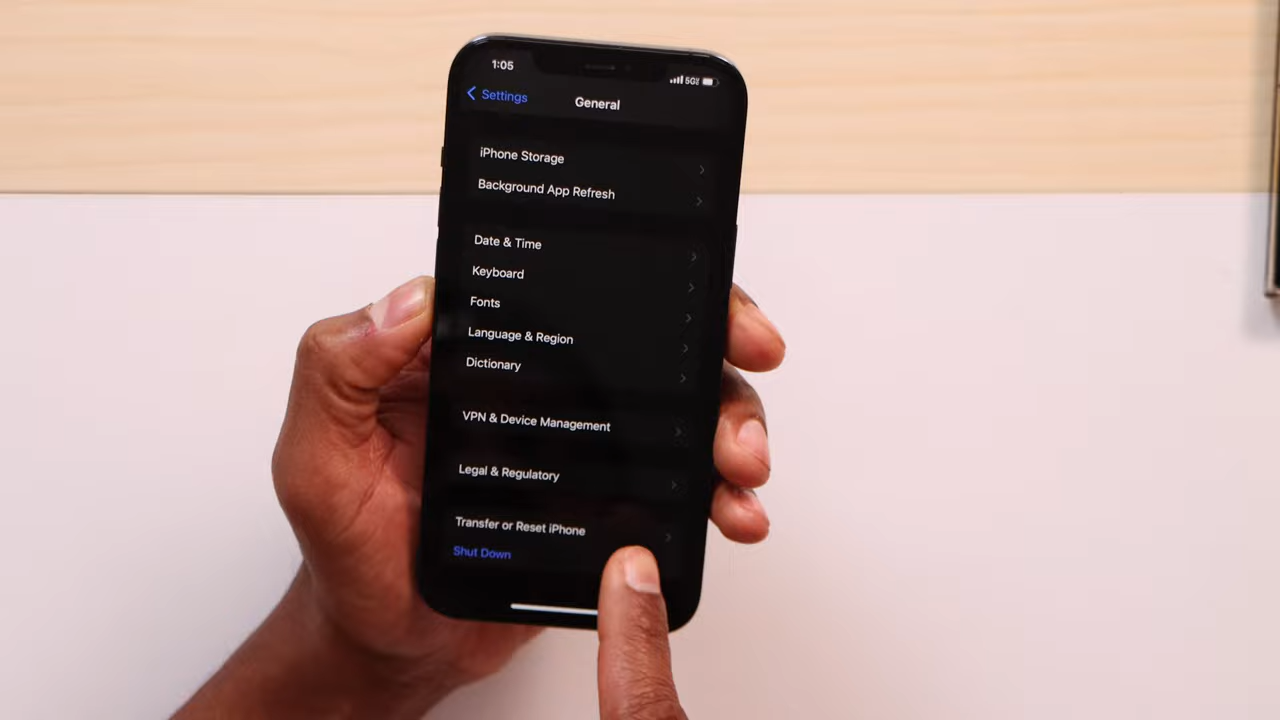 1:05
5G
Settings
General
iPhone Storage
Background App Refresh
Date & Time
Keyboard
Fonts
Language & Region
Dictionary
VPN & Device Management
Legal & Regulatory
Transfer or Reset iPhone
Shut Down